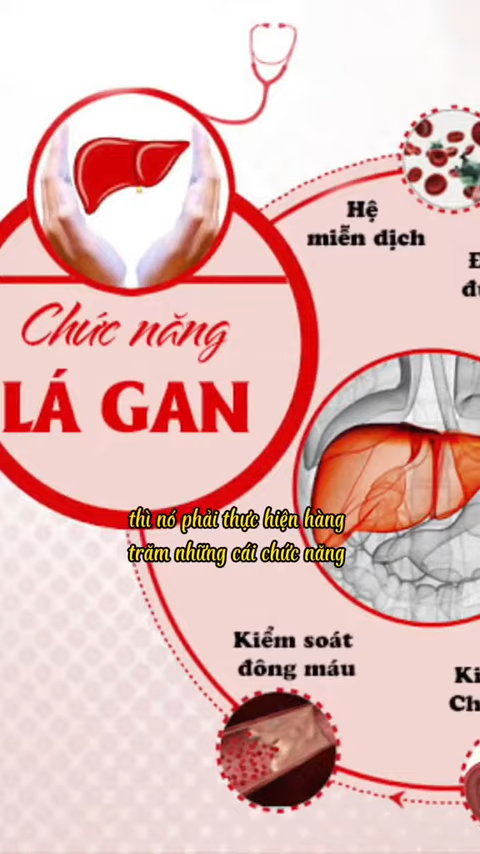 Hệ
miễn dịch
Chức năng
LÁ GAN
thì nó phải thực hiện hàng
trăm những cái chức năng
Kiểm soát
đông máu